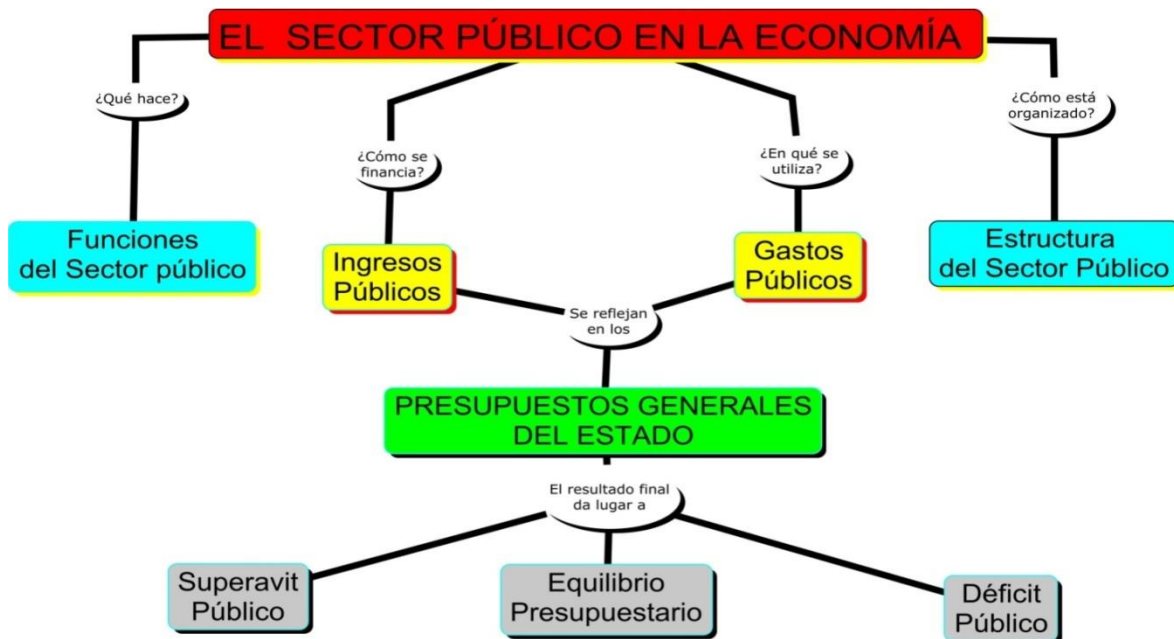 EL SECTOR PÚBLICO EN LA ECONOMÍA
¿Qué hace?
¿Cómo se
financia?
¿En qué se
utiliza?
¿Cómo está
organizado?
Funciones
del Sector público
Ingresos
Públicos
Gastos
Públicos
Estructura
del Sector Público
Se reflejan
en los
PRESUPUESTOS GENERALES
DEL ESTADO
El resultado final
da lugar a
Superavit
Público
Equilibrio
Presupuestario
Déficit
Público